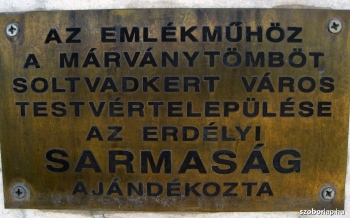 AZ EMLÉKMŰHÖZ
A MÁRVÁNYTÖMBÖT
SOLTVADKERT VÁROS
TESTVÉRTELEPÜLÉSE
AZ ERDÉLYI
SARMASÁG
AJÁNDÉKOZTA
szoborlap.hu